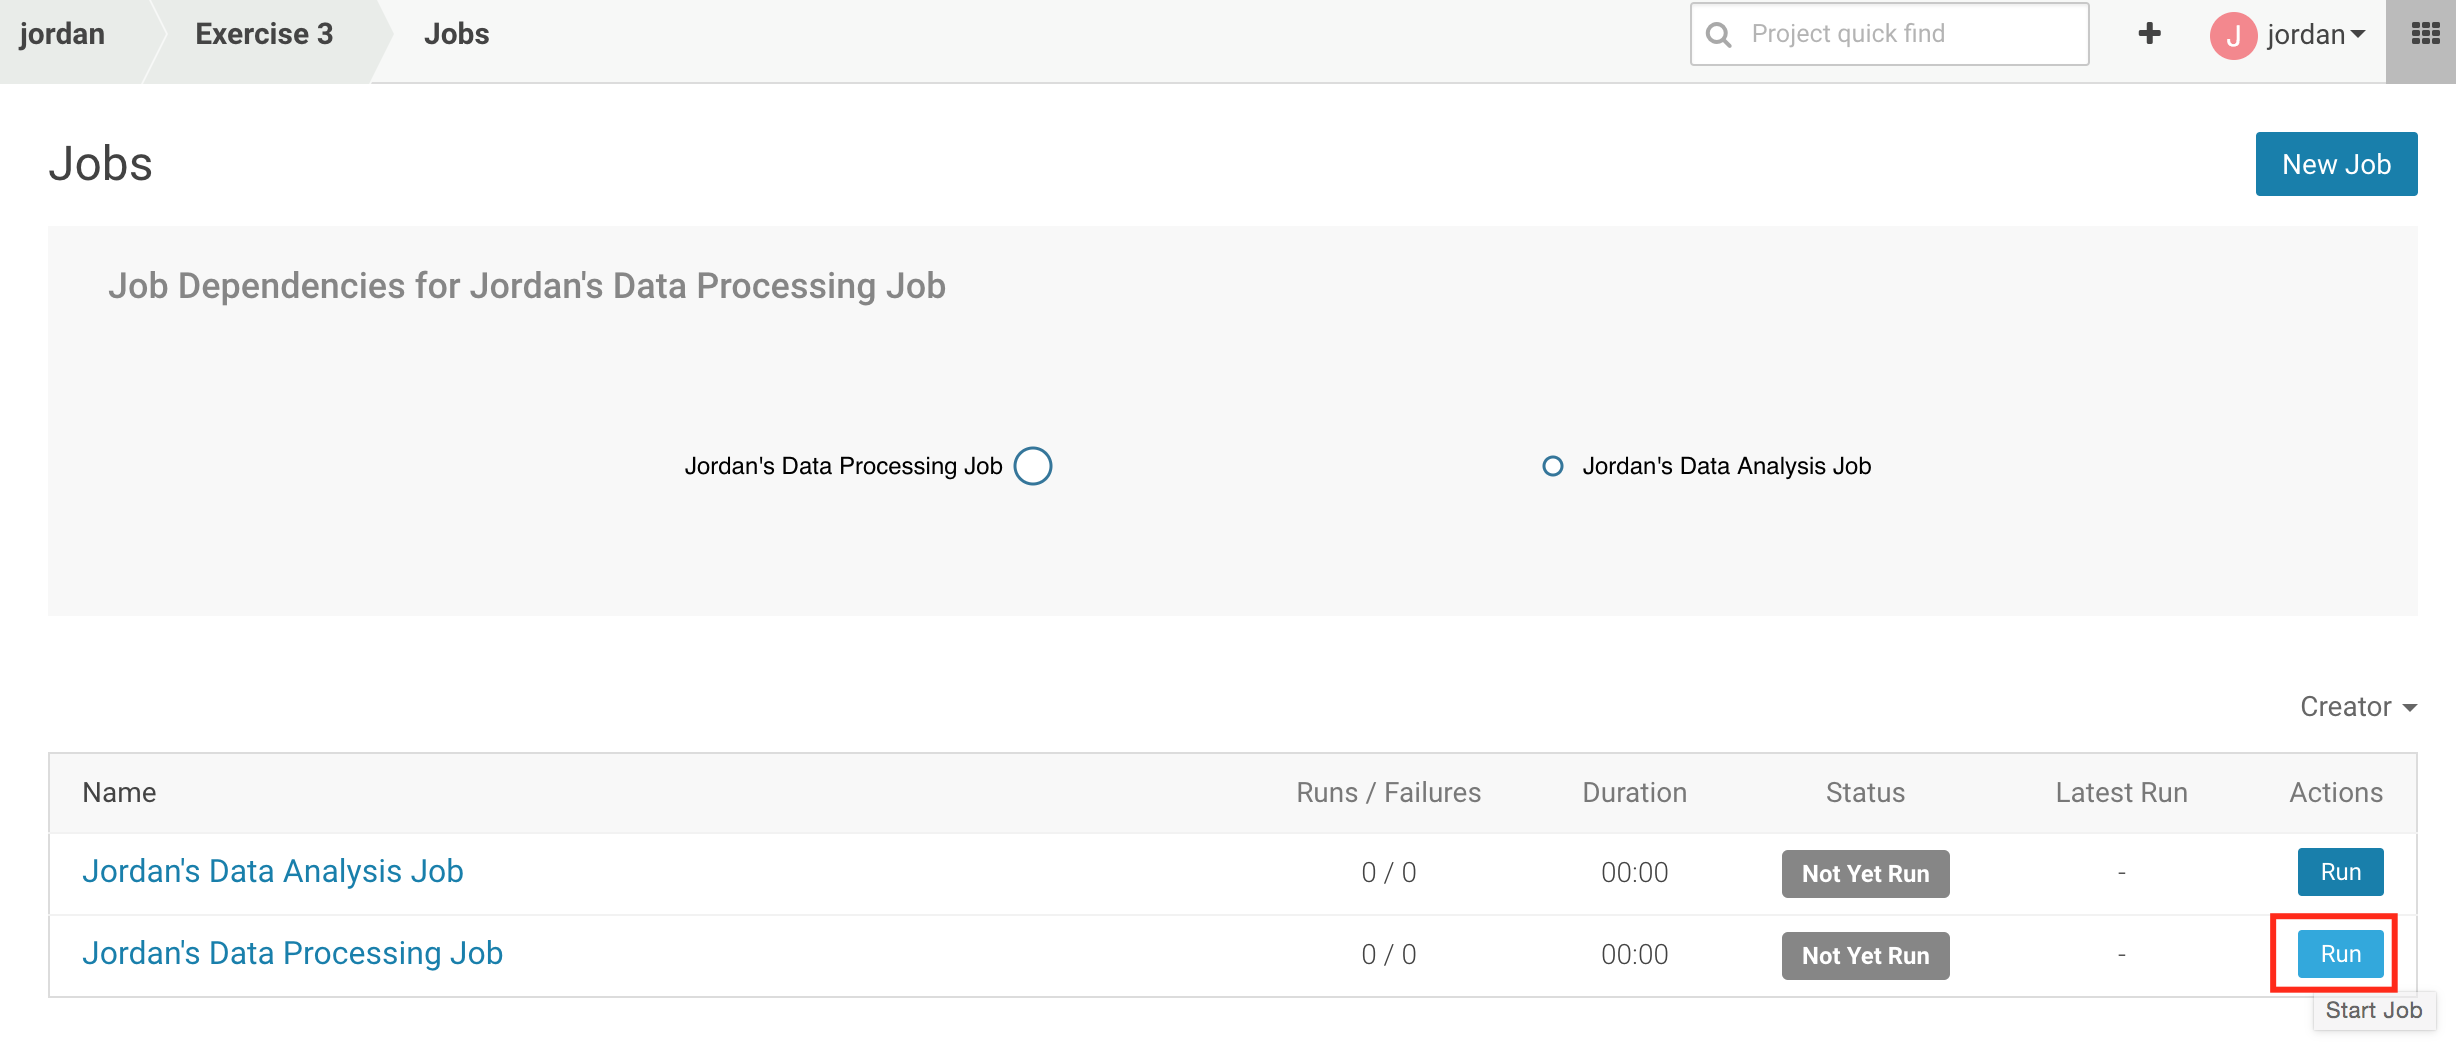 jordan Exercise 3 Jobs Project quick find J jordan
Jobs New Job
Job Dependencies for Jordan's Data Processing Job
Jordan's Data Processing Job Jordan's Data Analysis Job
Creator
Name Runs / Failures Duration Status Latest Run Actions
Jordan's Data Analysis Job 0 / 0 00:00 Not Yet Run - Run
Jordan's Data Processing Job 0 / 0 00:00 Not Yet Run - Run
Start Job